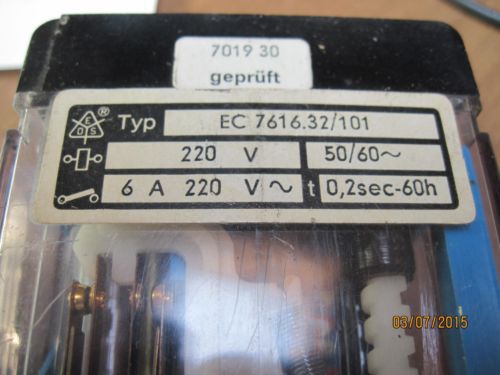 7019 30
geprüft
EDS ® Typ EC 7616.32/101
220 V 50/60~
6 A 220 V ~ t 0,2sec-60h
03/07/2015